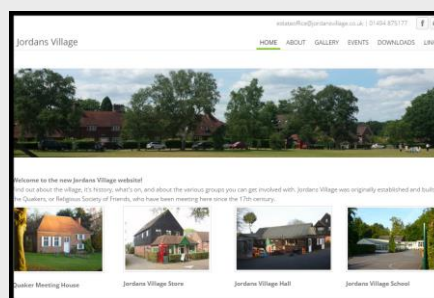 estateoffice@jordansvillage.co.uk | 01494 875177
Jordans Village
HOME ABOUT GALLERY EVENTS DOWNLOADS
Welcome to the new Jordans Village website!
Find out about the village, it's history, what's on, and about the various groups you can get involved with. Jordans Village was originally established and
the Quakers, or Religious Society of Friends, who have been meeting here since the 17th century.
Quaker Meeting House Jordans Village Store Jordans Village Hall Jordans Village School